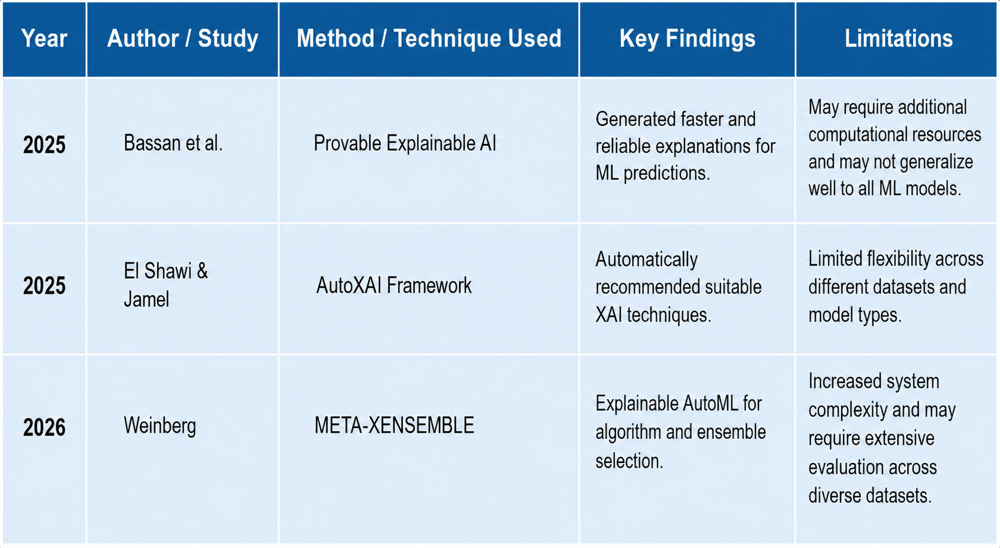 Year Author / Study Method / Technique Used Key Findings Limitations
2025
Bassan et al.
Provable Explainable AI
Generated faster and
reliable explanations for
ML predictions.
May require additional
computational resources
and may not generalize
well to all ML models.
2025
El Shawi &
Jamel
AutoXAI Framework
Automatically
recommended suitable
XAI techniques.
Limited flexibility across
different datasets and
model types.
2026
Weinberg
META-XENSEMBLE
Explainable AutoML for
algorithm and ensemble
selection.
Increased system
complexity and may
require extensive
evaluation across
diverse datasets.